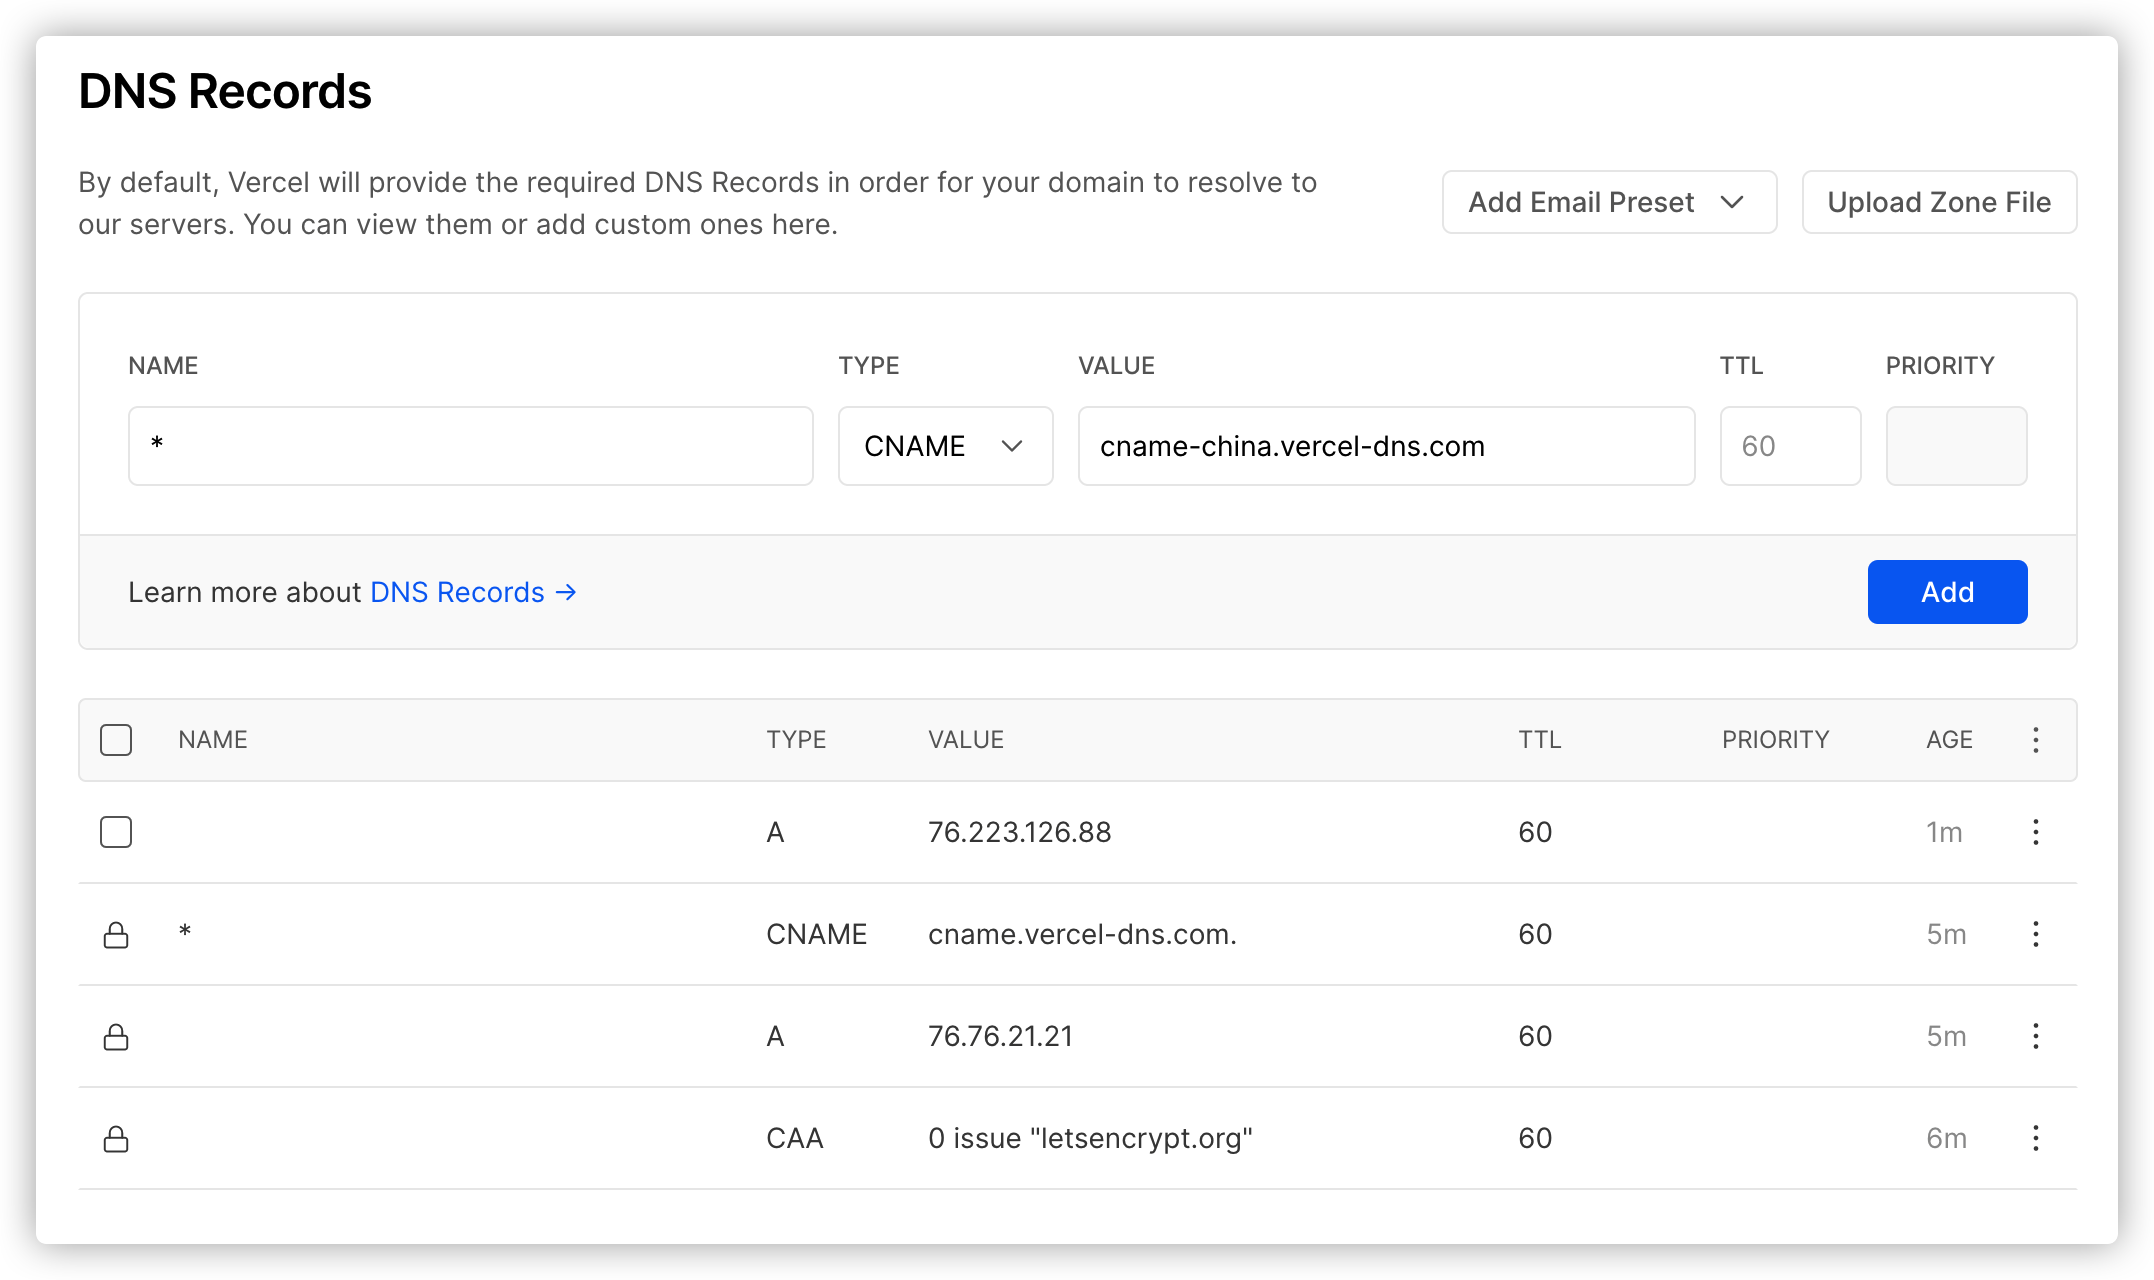 DNS Records
By default, Vercel will provide the required DNS Records in order for your domain to resolve to
our servers. You can view them or add custom ones here.
Add Email Preset
Upload Zone File
NAME TYPE VALUE TTL PRIORITY
* CNAME cname-china.vercel-dns.com 60
Learn more about DNS Records →
Add
NAME TYPE VALUE TTL PRIORITY AGE
A 76.223.126.88 60 1m
* CNAME cname.vercel-dns.com. 60 5m
A 76.76.21.21 60 5m
CAA 0 issue "letsencrypt.org" 60 6m